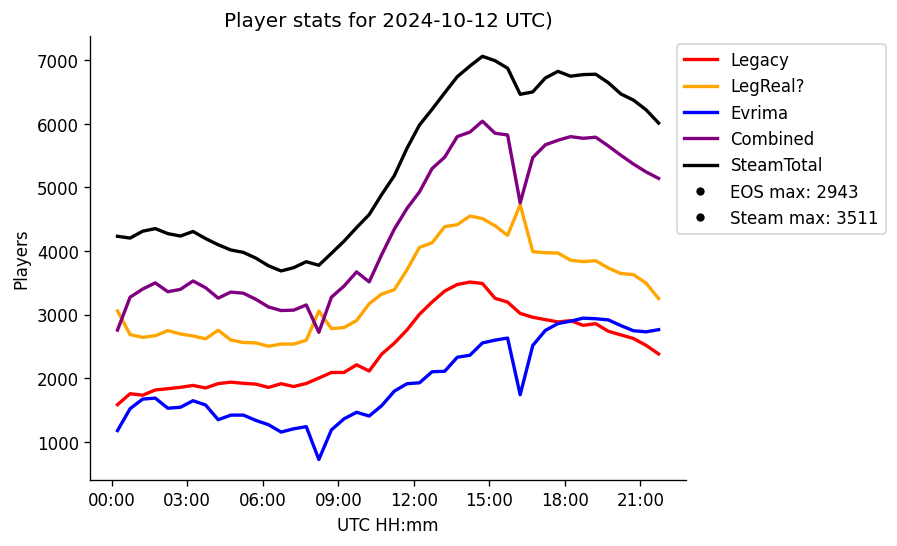 Player stats for 2024-10-12 UTC)
7000
6000
5000
4000
3000
2000
1000
Players
00:00 03:00 06:00 09:00 12:00 15:00 18:00 21:00
UTC HH:mm
Legacy
LegReal?
Evrima
Combined
SteamTotal
EOS max: 2943
Steam max: 3511